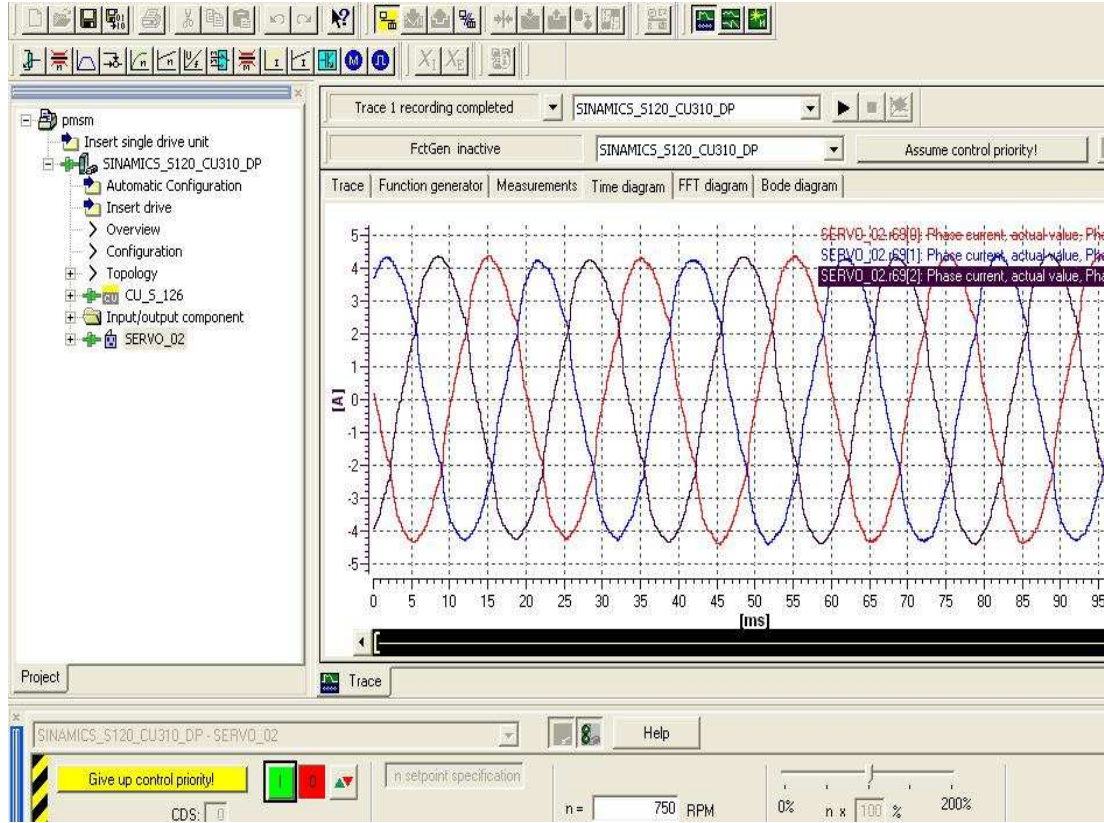 Trace 1 recording completed SINAMICS_S120_CU310_DP
FctGen inactive SINAMICS_S120_CU310_DP Assume control priority!
Trace Function generator Measurements Time diagram FFT diagram Bode diagram
pmsm
Insert single drive unit
SINAMICS_S120_CU310_DP
Automatic Configuration
Insert drive
Overview
Configuration
Topology
CU_S_126
Input/output component
SERVO_02
Project
SERVO_02.r69[0]: Phase current, actual value, Pha
SERVO_02.r69[1]: Phase current, actual value, Pha
SERVO_02.r69[2]: Phase current, actual value, Pha
5
4
2
1
0
-1
-2
-3
-4
-5
[A]
0 5 10 15 20 25 30 35 40 45 50 55 60 65 70 75 80 85 90 95
[ms]
Trace
SINAMICS_S120_CU310_DP - SERVO_02 Help
Give up control priority! I 0 n setpoint specification
CDS: 0 n = 750 RPM 0% n x 100 % 200%